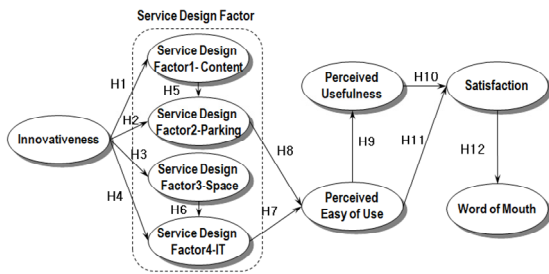 Service Design Factor
Service Design
Factor1- Content
H1
H5
H2
Service Design
Factor2-Parking
Innovativeness
H3
Service Design
Factor3-Space
H4
H6
Service Design
Factor4-IT
H8
H7
Perceived
Usefulness
H10
Satisfaction
H9
H11
H12
Perceived
Easy of Use
Word of Mouth